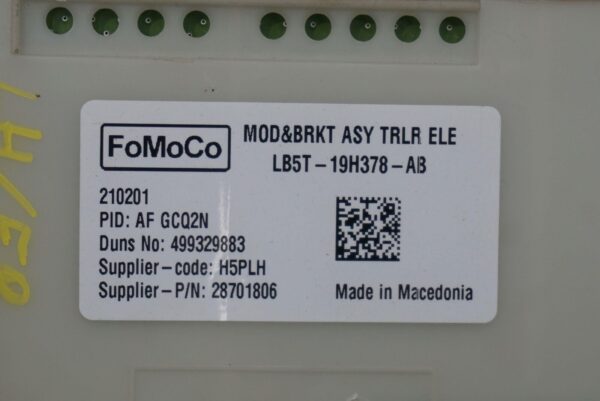 FoMoCo
MOD&BRKT ASY TRLR ELE
LB5T-19H378-AB
210201
PID: AF GCQ2N
Duns No: 499329883
Supplier-code: H5PLH
Supplier-P/N: 28701806
Made in Macedonia